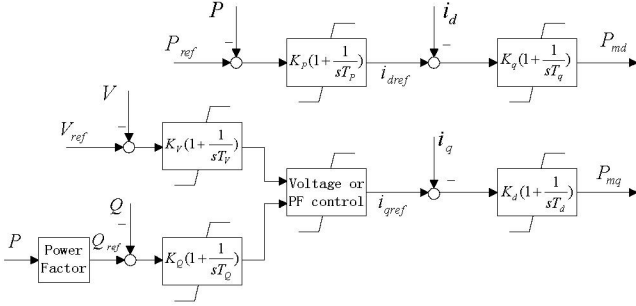 P
i_d
P_ref
−
K_P(1+1/sT_P)
i_dref
−
K_q(1+1/sT_q)
P_md
V
V_ref
−
K_V(1+1/sT_V)
Voltage or
PF control
i_q
i_qref
−
K_d(1+1/sT_d)
P_mq
Q
P
Power
Factor
Q_ref
−
K_Q(1+1/sT_Q)